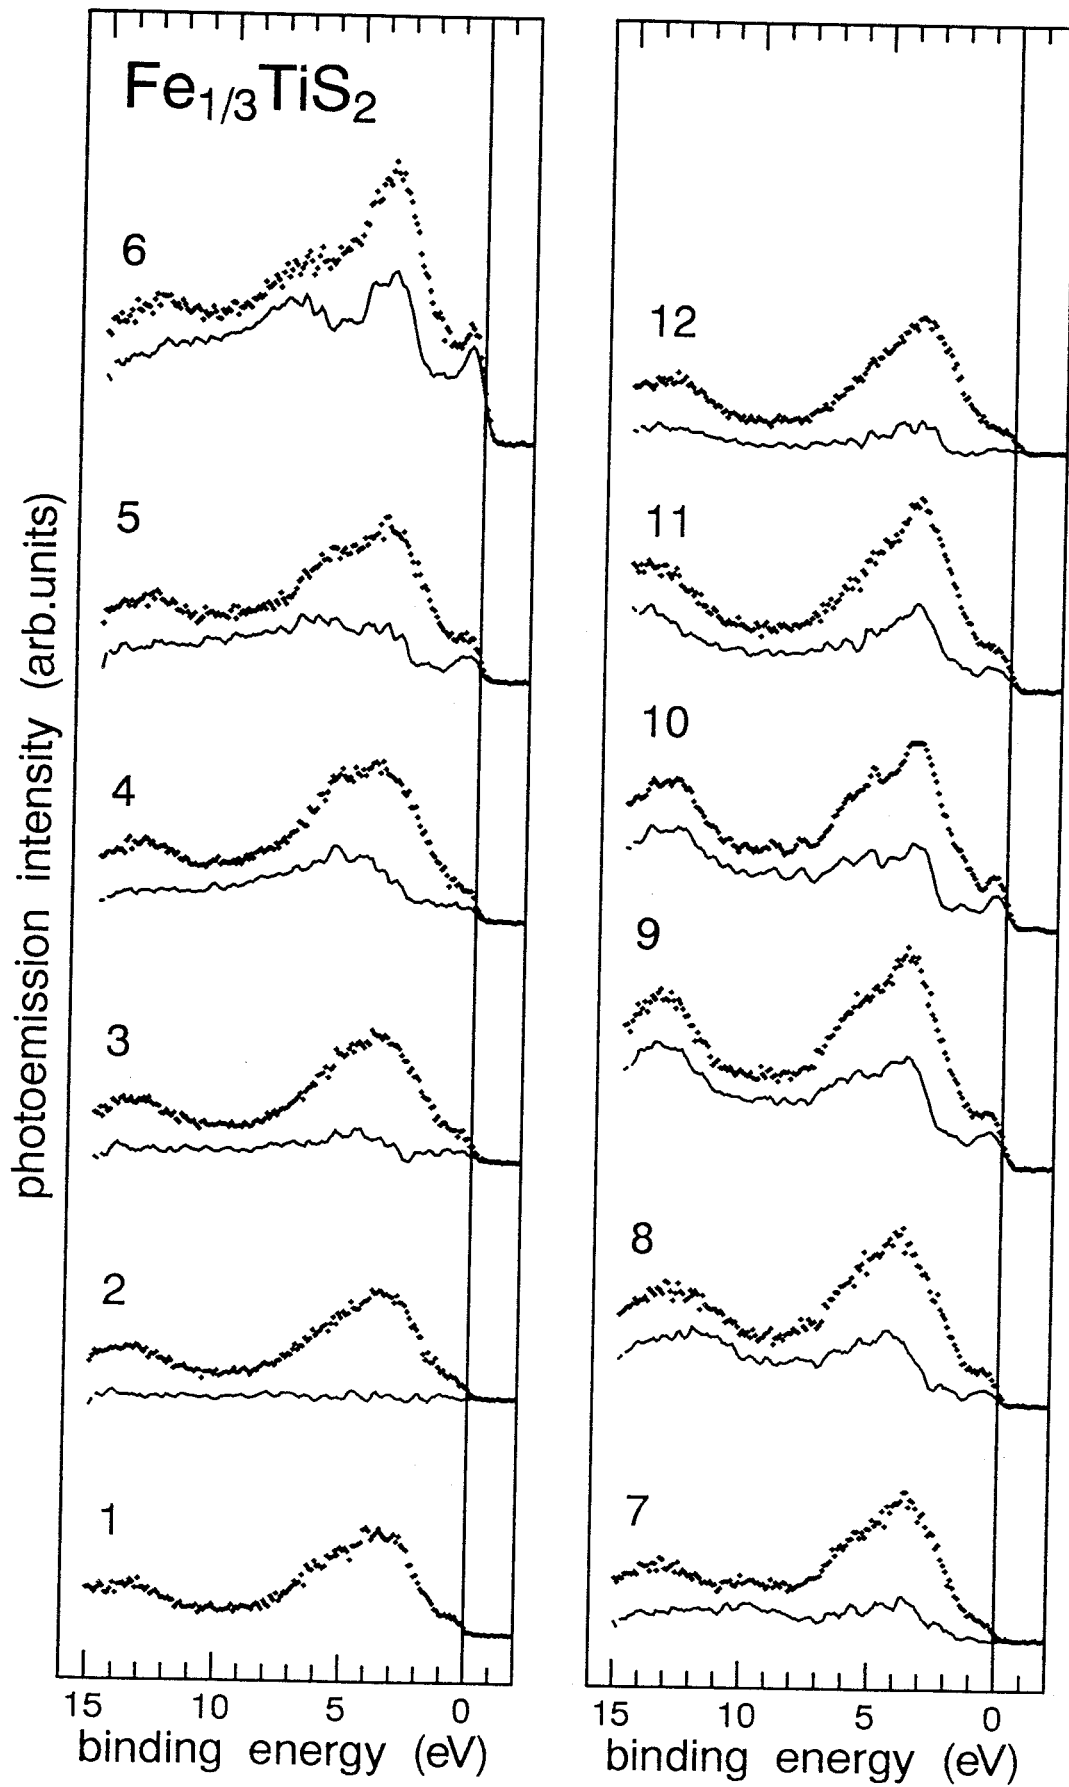 Fe1/3TiS2
6
5
4
3
2
1
12
11
10
9
8
7
photoemission intensity (arb.units)
15 10 5 0
binding energy (eV)
15 10 5 0
binding energy (eV)